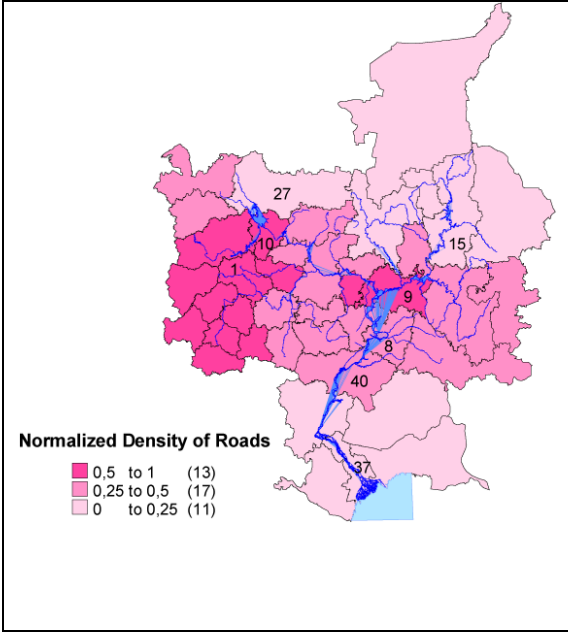 27
10
15
1
9
8
40
Normalized Density of Roads
37
0,5 to 1 (13)
0,25 to 0,5 (17)
0 to 0,25 (11)